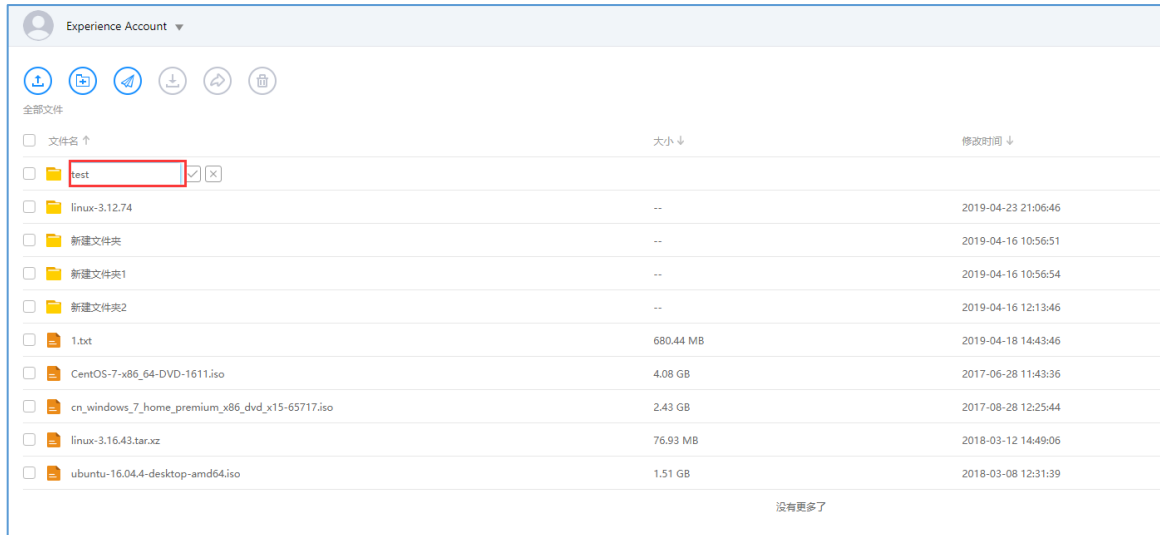 Experience Account
全部文件
文件名 大小 修改时间
test
linux-3.12.74 -- 2019-04-23 21:06:46
新建文件夹 -- 2019-04-16 10:56:51
新建文件夹1 -- 2019-04-16 10:56:54
新建文件夹2 -- 2019-04-16 12:13:46
1.txt 680.44 MB 2019-04-18 14:43:46
CentOS-7-x86_64-DVD-1611.iso 4.08 GB 2017-06-28 11:43:36
cn_windows_7_home_premium_x86_dvd_x15-65717.iso 2.43 GB 2017-08-28 12:25:44
linux-3.16.43.tar.xz 76.93 MB 2018-03-12 14:49:06
ubuntu-16.04.4-desktop-amd64.iso 1.51 GB 2018-03-08 12:31:39
没有更多了